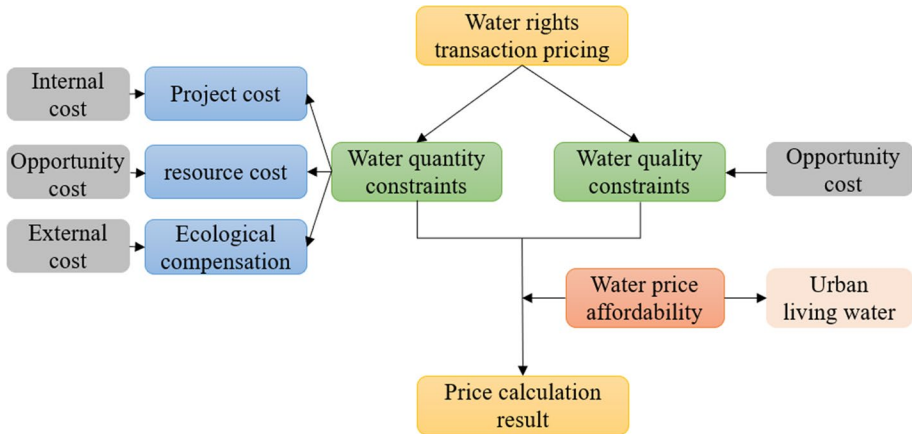 Water rights
transaction pricing
Internal
cost
Project cost
Opportunity
cost
resource cost
Water quantity
constraints
Water quality
constraints
Opportunity
cost
External
cost
Ecological
compensation
Water price
affordability
Urban
living water
Price calculation
result